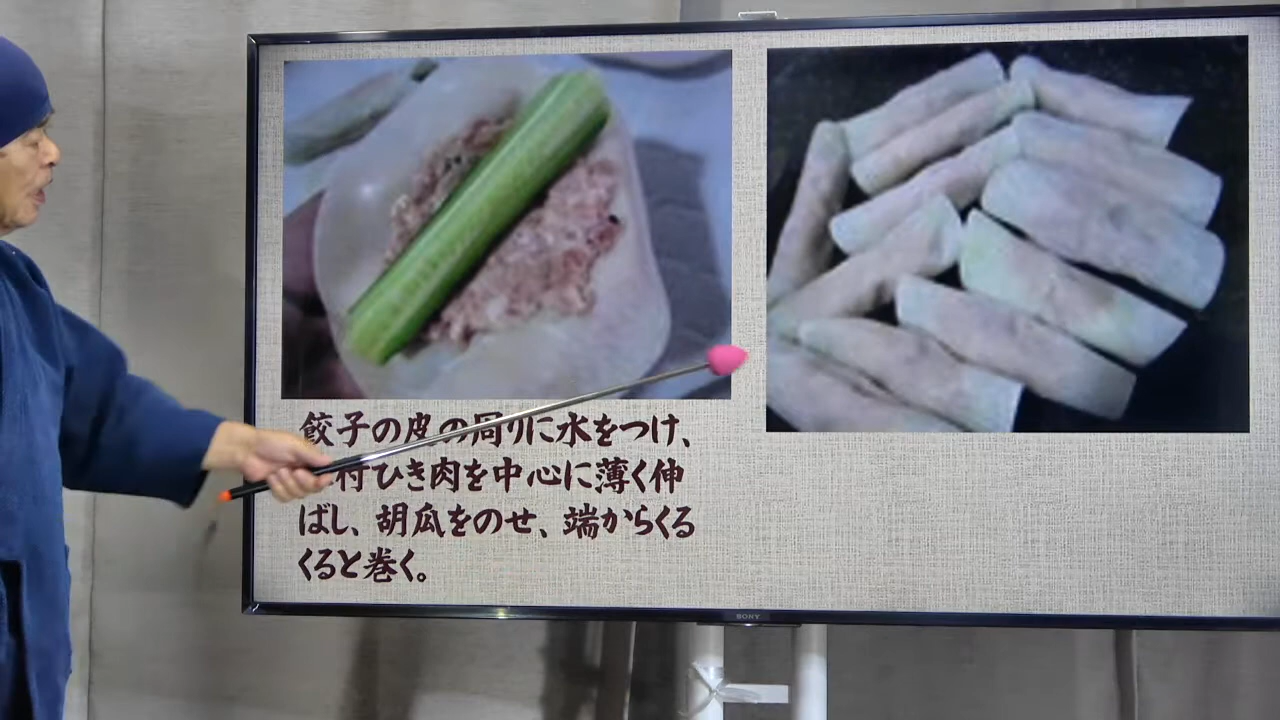 餃子の皮の周りに水をつけ、
付ひき肉を中心に薄く伸
ばし、胡瓜をのせ、端からくる
くると巻く。
SONY